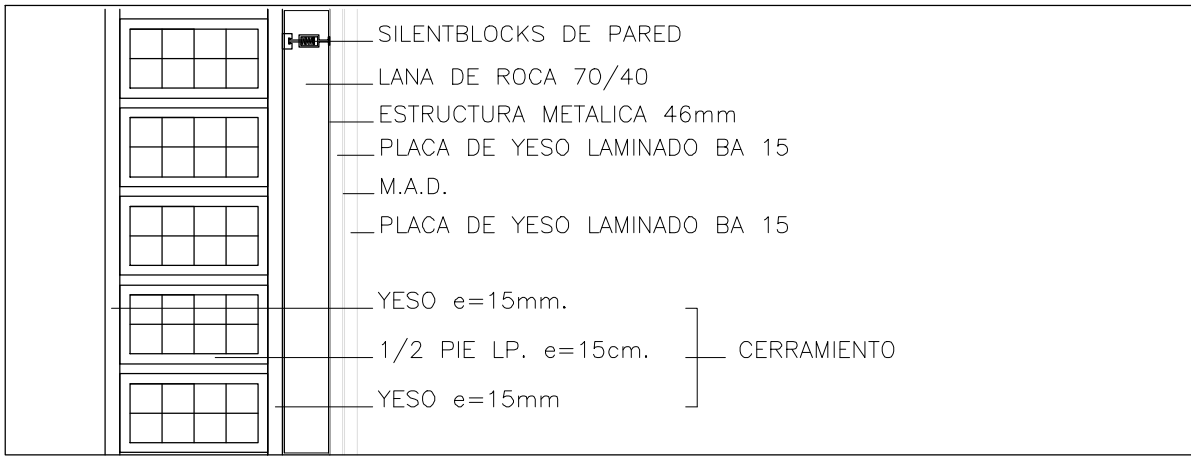 SILENTBLOCKS DE PARED
LANA DE ROCA 70/40
ESTRUCTURA METALICA 46mm
PLACA DE YESO LAMINADO BA 15
M.A.D.
PLACA DE YESO LAMINADO BA 15
YESO e=15mm.
1/2 PIE LP. e=15cm.
CERRAMIENTO
YESO e=15mm